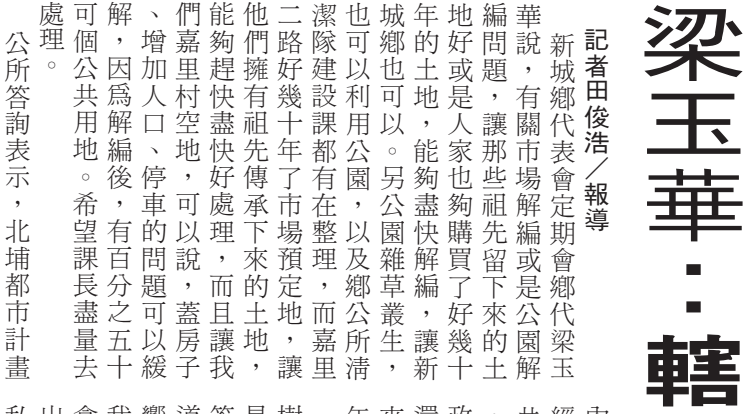 梁玉華：轄
記者田俊浩／報導
新城鄉代表會定期會鄉代梁玉
華說，有關市場解編或是公園解
編問題，讓那些祖先留下來的土
地好或是人家也夠購買了好幾十
年的土地，能夠盡快解編，讓新
城鄉也可以。另公園雜草叢生，
也可以利用公園，以及鄉公所清
潔隊建設課都有在整理，而嘉里
二路好幾十年了市場預定地，讓
他們擁有祖先傳承下來的土地，
能夠趕快盡快好處理，而且讓我
們嘉里村空地，可以說，蓋房子
、增加人口、停車的問題可以緩
解，因爲解編後，有百分之五十
可個公共用地。希望課長盡量去
處理。
公所答詢表示，北埔都市計畫